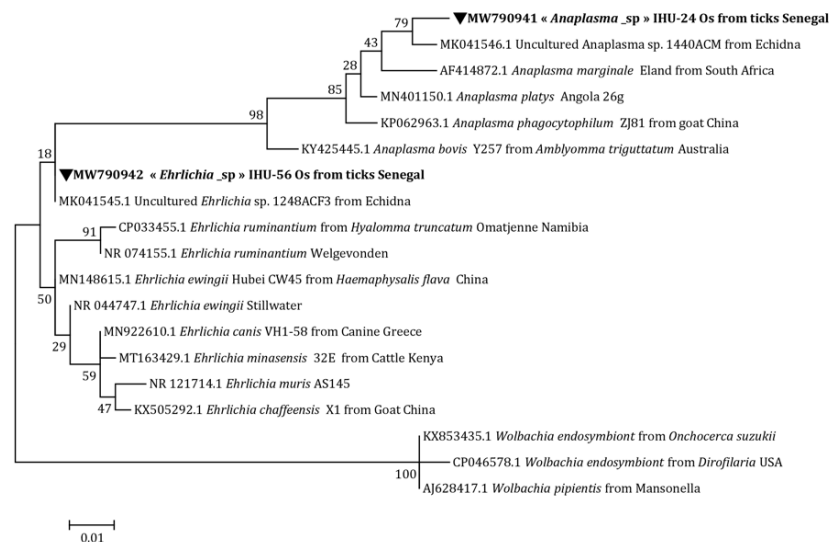 79
▼MW790941 « Anaplasma _sp » IHU-24 Os from ticks Senegal
MK041546.1 Uncultured Anaplasma sp. 1440ACM from Echidna
43
AF414872.1 Anaplasma marginale Eland from South Africa
28
MN401150.1 Anaplasma platys Angola 26g
85
KP062963.1 Anaplasma phagocytophilum ZJ81 from goat China
98
KY425445.1 Anaplasma bovis Y257 from Amblyomma triguttatum Australia
18
▼MW790942 « Ehrlichia _sp » IHU-56 Os from ticks Senegal
MK041545.1 Uncultured Ehrlichia sp. 1248ACF3 from Echidna
CP033455.1 Ehrlichia ruminantium from Hyalomma truncatum Omatjenne Namibia
91
NR 074155.1 Ehrlichia ruminantium Welgevonden
MN148615.1 Ehrlichia ewingii Hubei CW45 from Haemaphysalis flava China
50
NR 044747.1 Ehrlichia ewingii Stillwater
MN922610.1 Ehrlichia canis VH1-58 from Canine Greece
29
MT163429.1 Ehrlichia minasensis 32E from Cattle Kenya
59
NR 121714.1 Ehrlichia muris AS145
47
KX505292.1 Ehrlichia chaffeensis X1 from Goat China
KX853435.1 Wolbachia endosymbiont from Onchocerca suzukii
CP046578.1 Wolbachia endosymbiont from Dirofilaria USA
100
AJ628417.1 Wolbachia pipientis from Mansonella
0.01